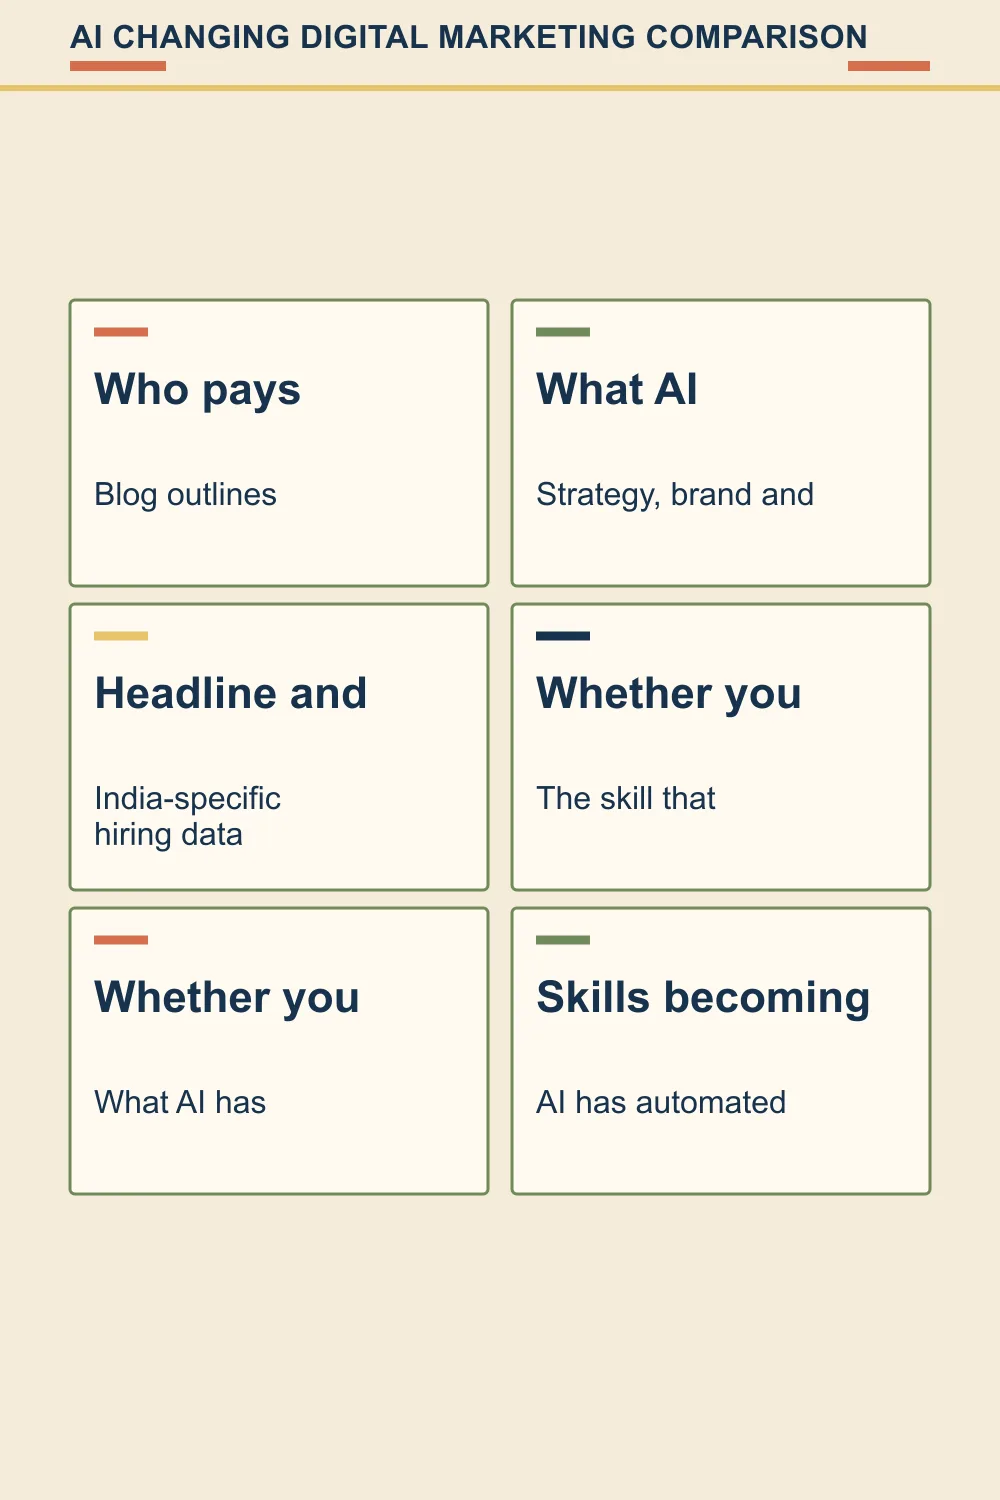 AI CHANGING DIGITAL MARKETING COMPARISON
Who pays
Blog outlines
What AI
Strategy, brand and
Headline and
India-specific
hiring data
Whether you
The skill that
Whether you
What AI has
Skills becoming
AI has automated